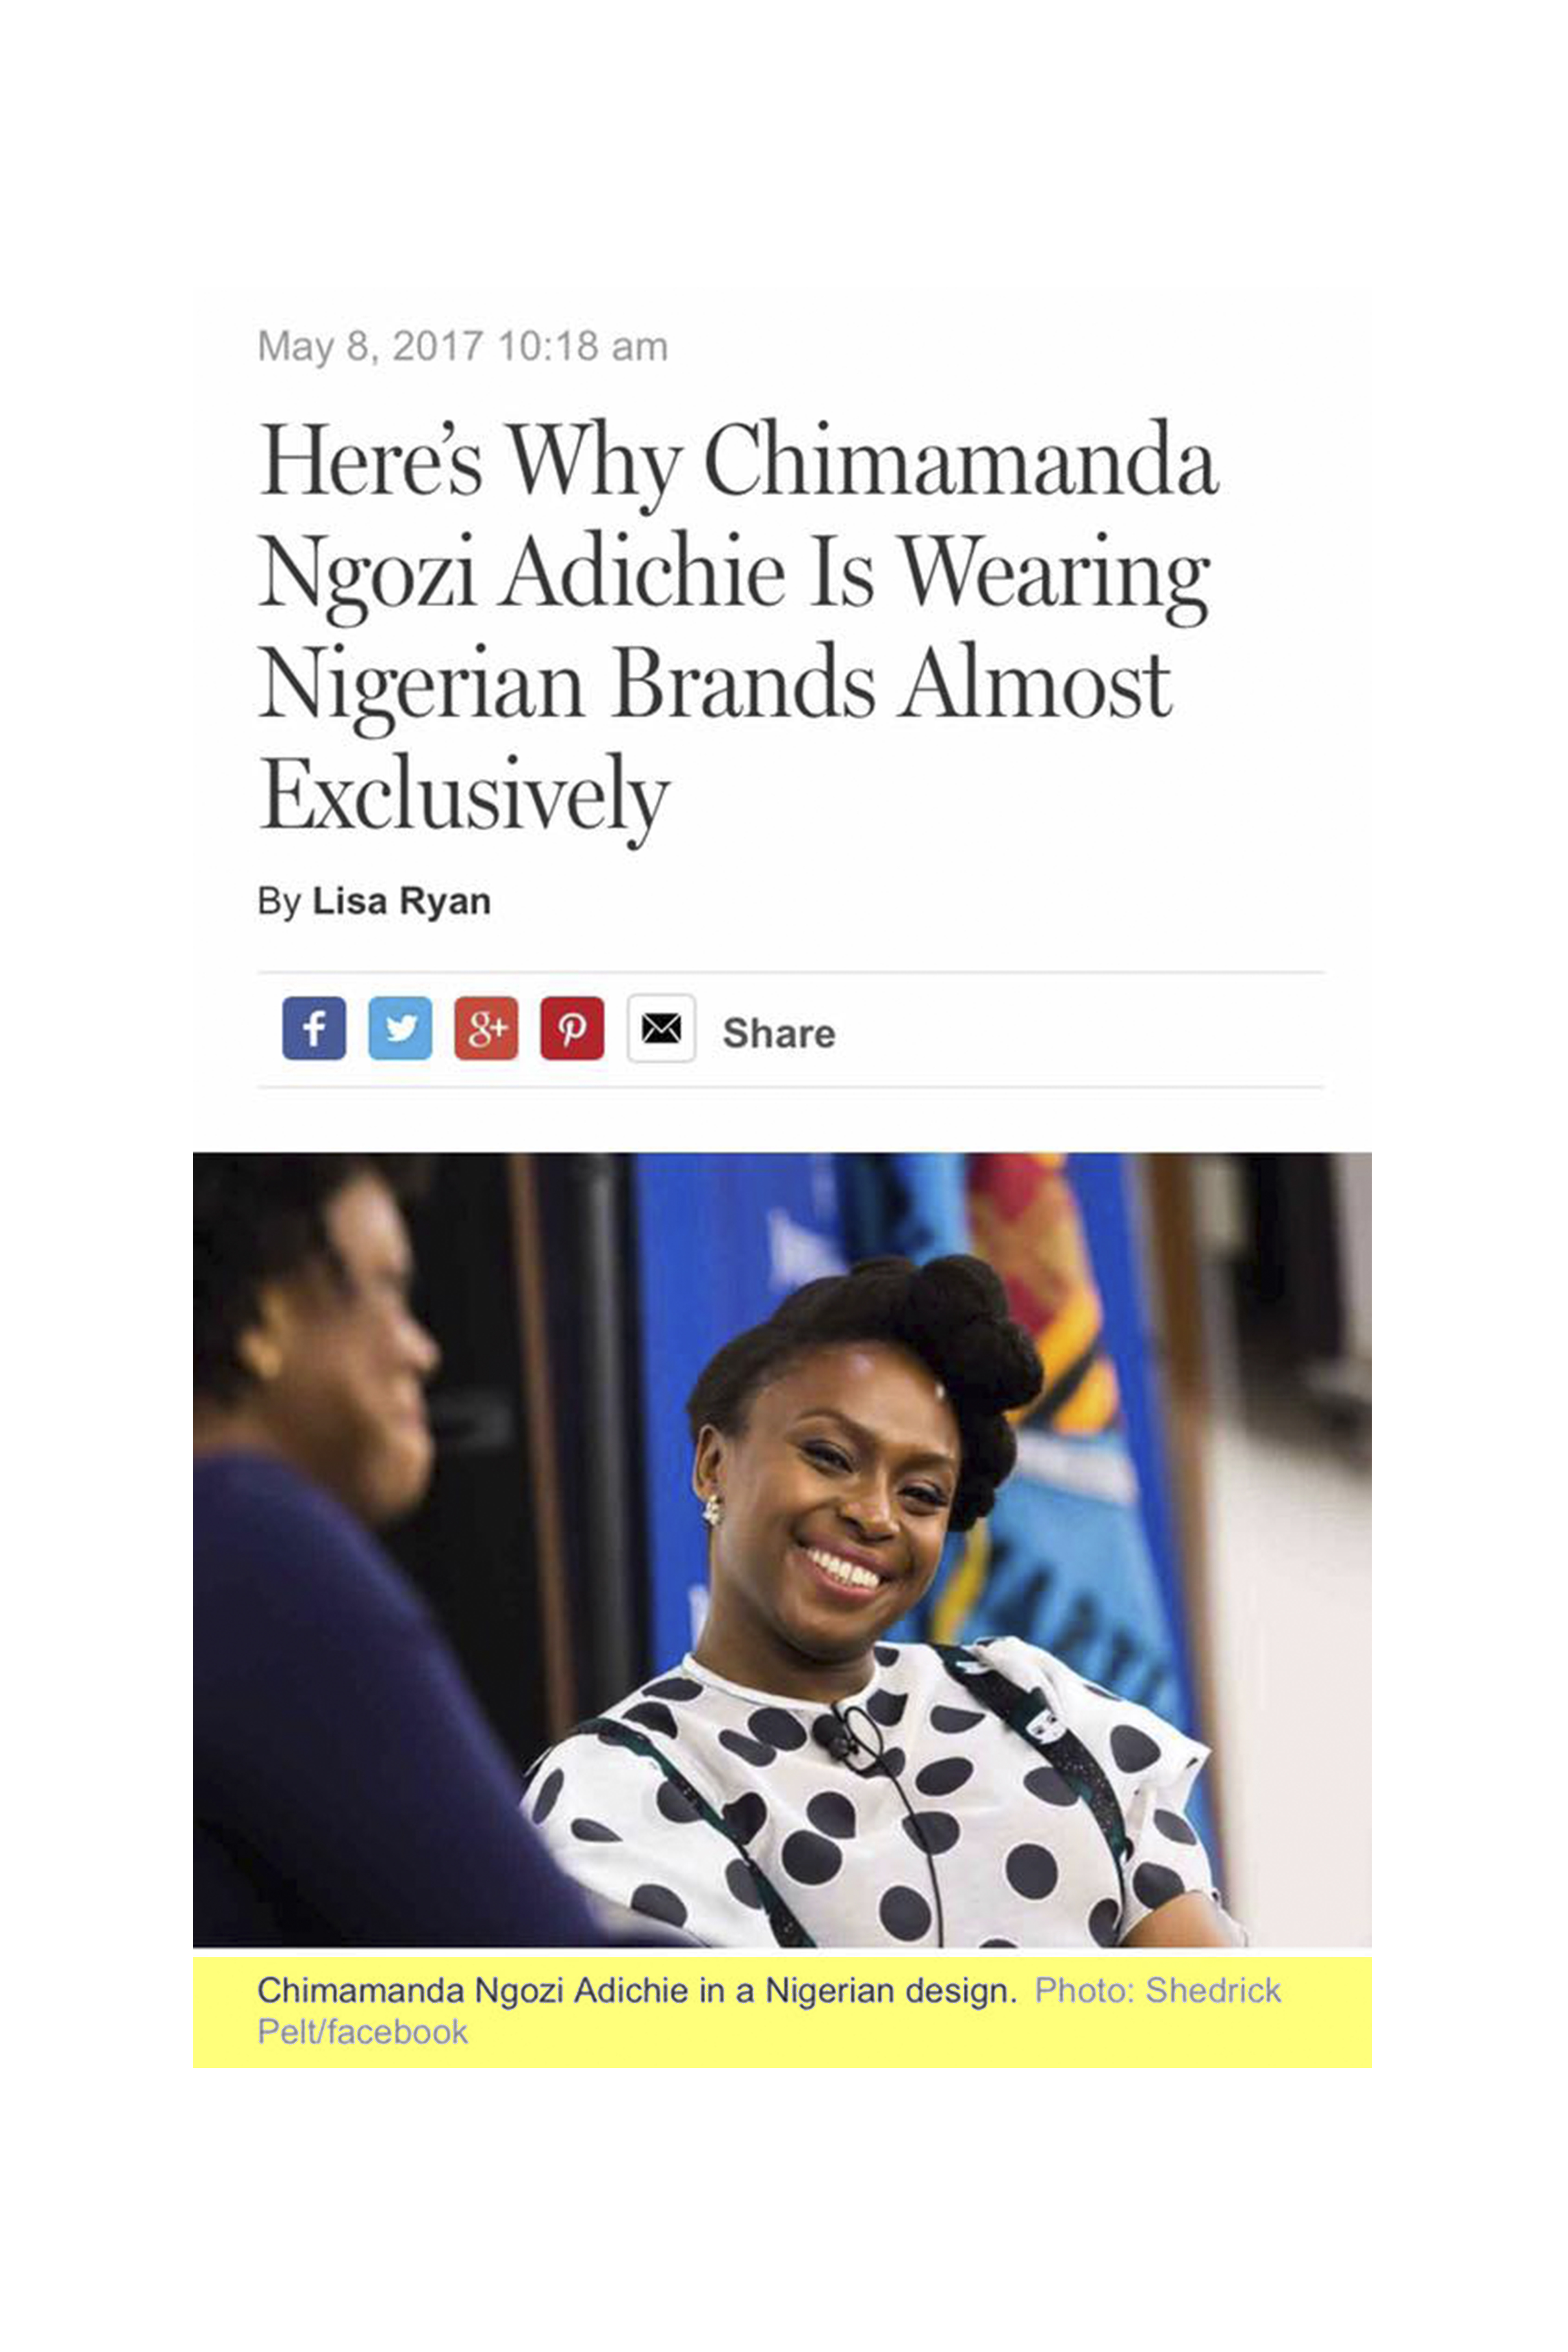 May 8, 2017 10:18 am
Here’s Why Chimamanda
Ngozi Adichie Is Wearing
Nigerian Brands Almost
Exclusively
By Lisa Ryan
f
g+
Share
Chimamanda Ngozi Adichie in a Nigerian design. Photo: Shedrick
Pelt/facebook